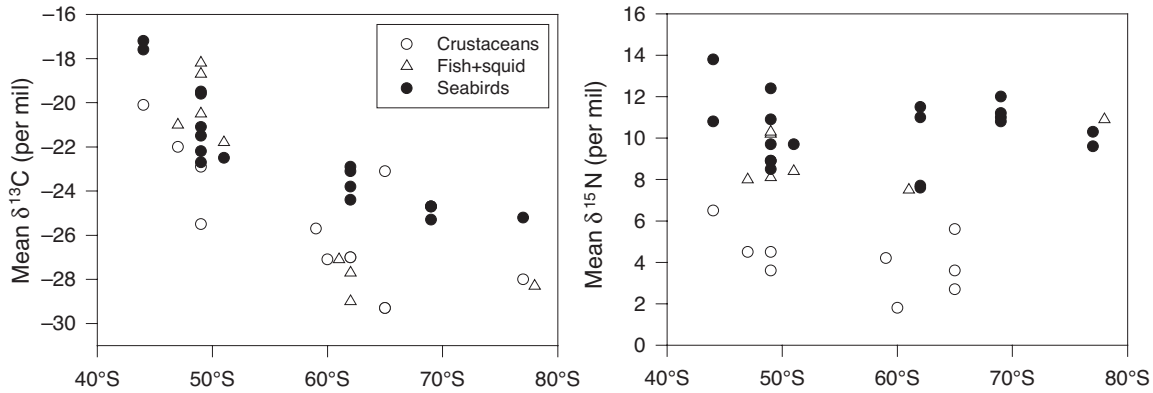 Mean δ13C (per mil)
–16
–18
–20
–22
–24
–26
–28
–30
40°S 50°S 60°S 70°S 80°S
Crustaceans
Fish+squid
Seabirds
Mean δ15N (per mil)
16
14
12
10
8
6
4
2
0
40°S 50°S 60°S 70°S 80°S